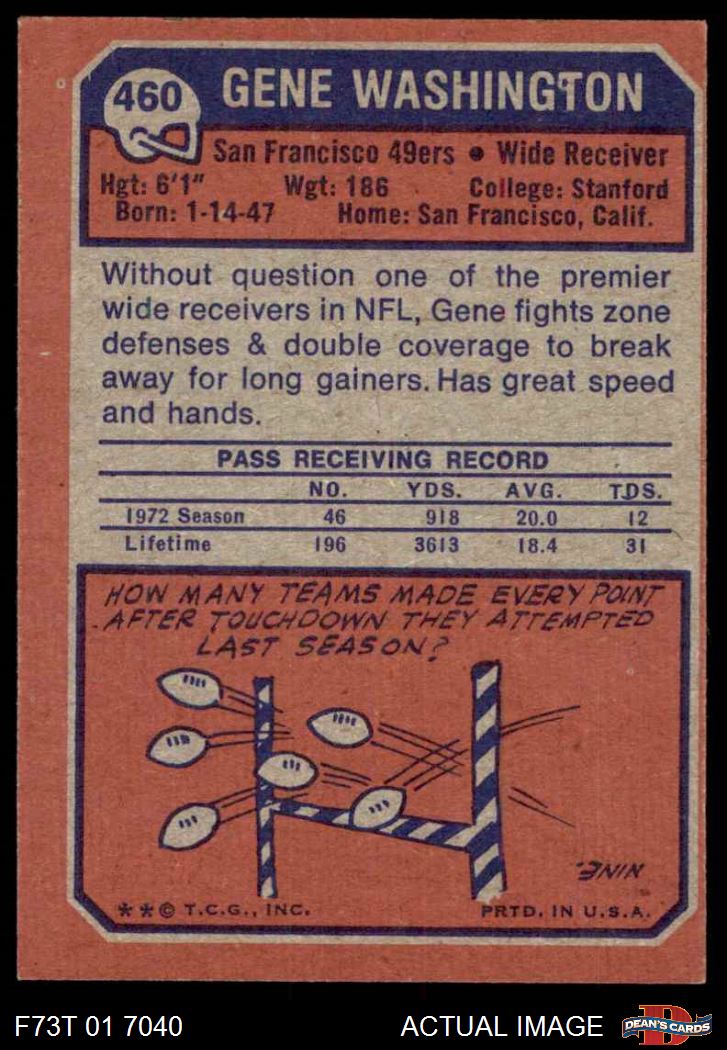 460
GENE WASHINGTON
San Francisco 49ers • Wide Receiver
Hgt: 6'1" Wgt: 186 College: Stanford
Born: 1-14-47 Home: San Francisco, Calif.
Without question one of the premier
wide receivers in NFL, Gene fights zone
defenses & double coverage to break
away for long gainers. Has great speed
and hands.
PASS RECEIVING RECORD
NO. YDS. AVG. TDS.
1972 Season 46 918 20.0 12
Lifetime 196 3613 18.4 31
HOW MANY TEAMS MADE EVERY POINT
AFTER TOUCHDOWN THEY ATTEMPTED
LAST SEASON?
NINE.
**© T.C.G., INC. PRTD. IN U.S.A.
F73T 01 7040 ACTUAL IMAGE
D
DEAN'S CARDS